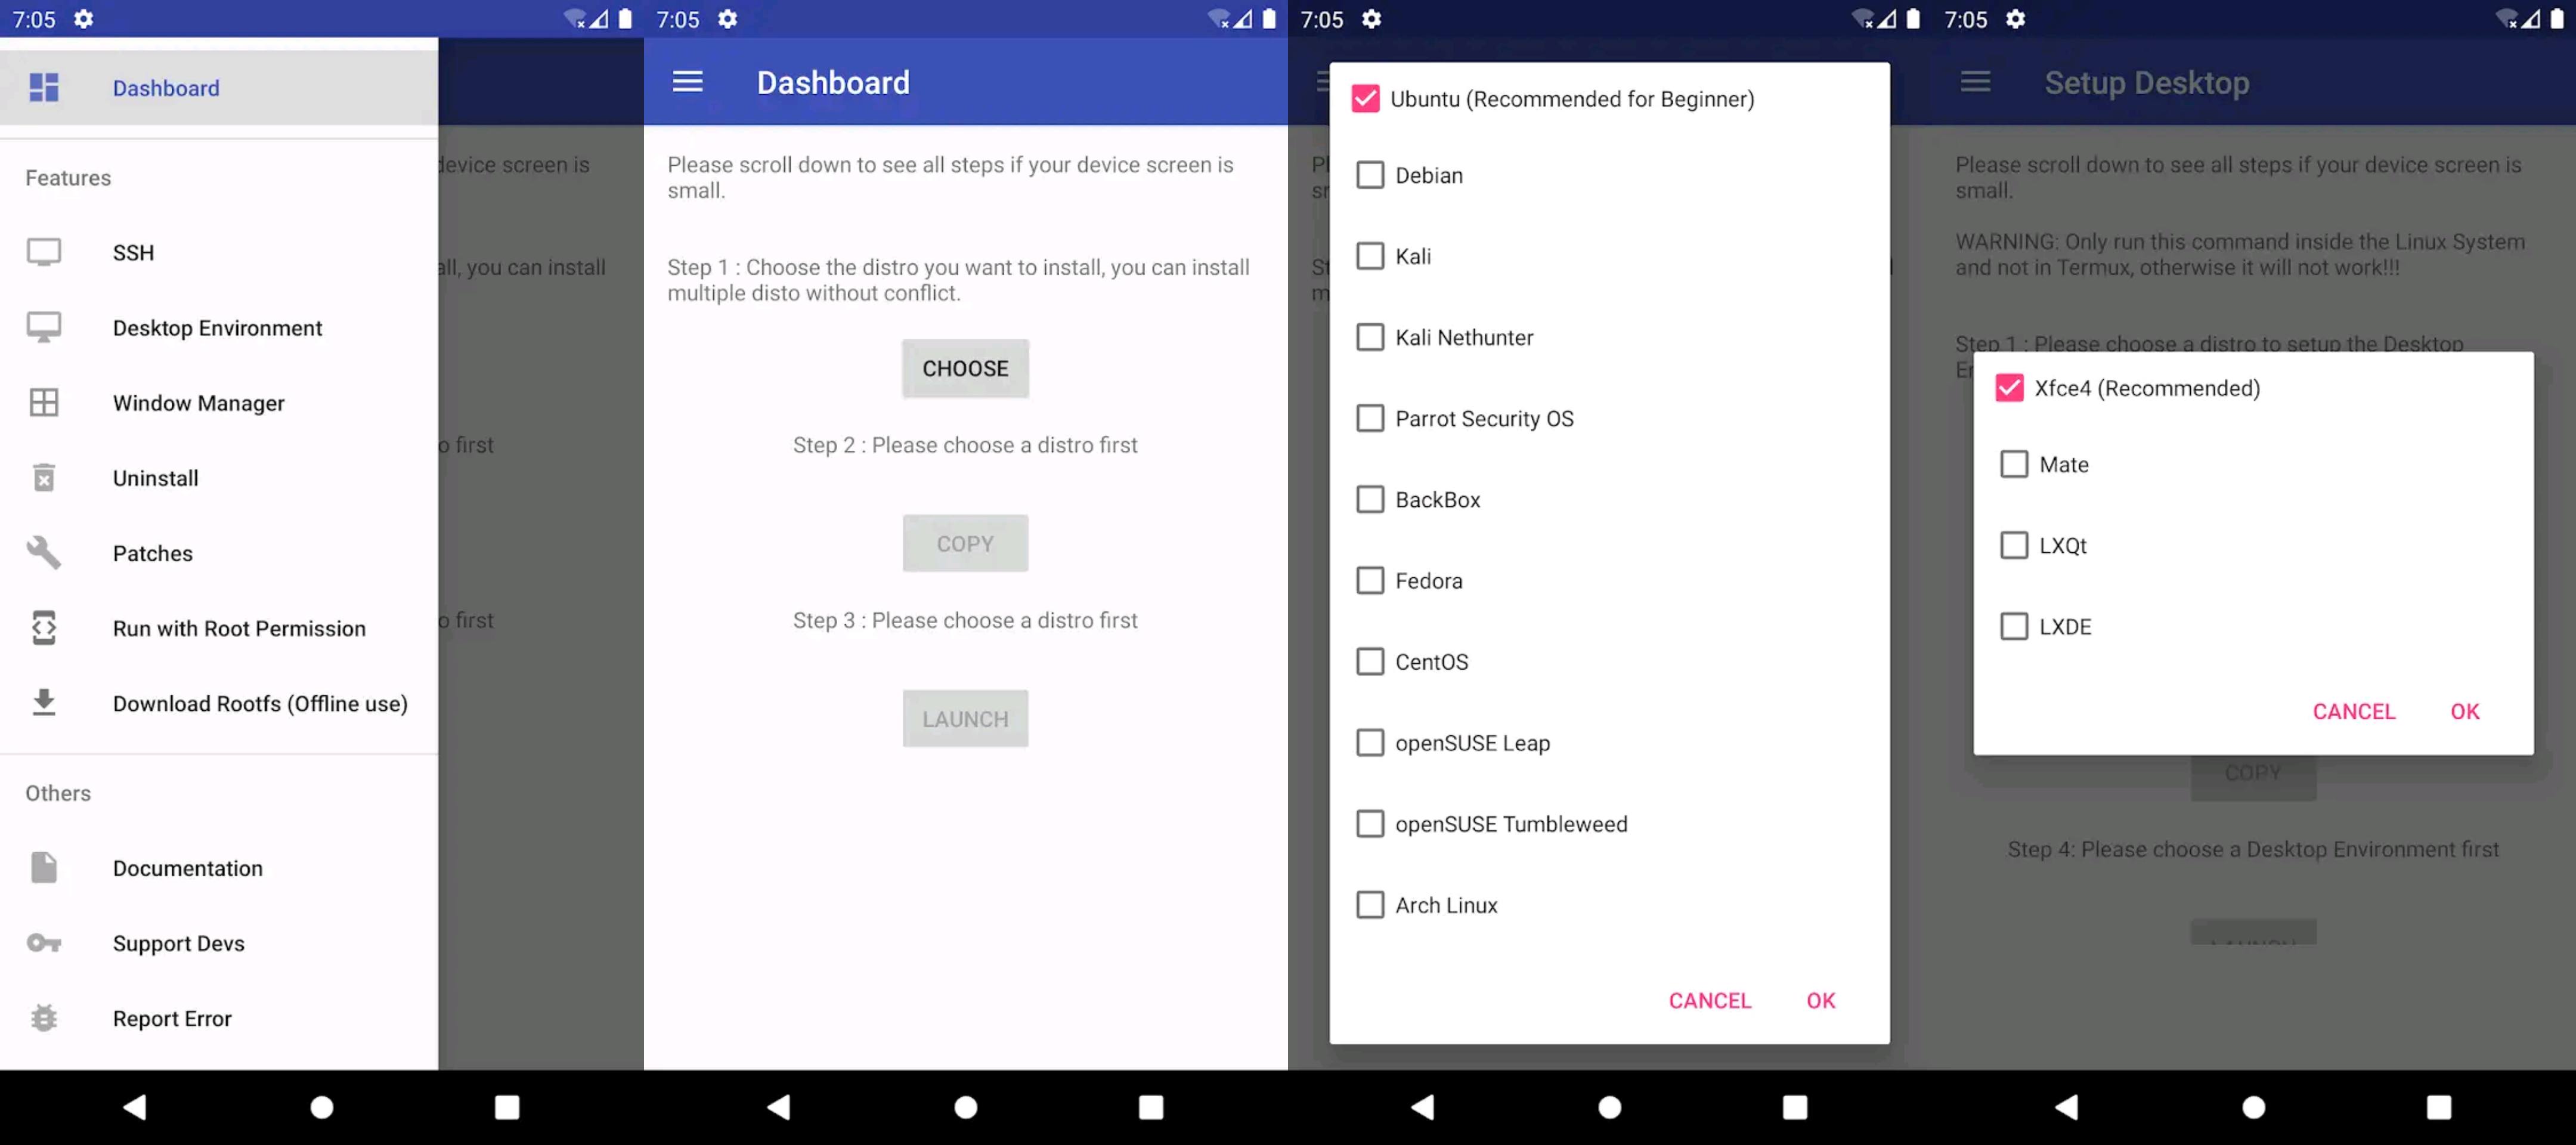 7:05
Dashboard
Features
SSH
Desktop Environment
Window Manager
Uninstall
Patches
Run with Root Permission
Download Rootfs (Offline use)
Others
Documentation
Support Devs
Report Error
device screen is
all, you can install
o first
o first
7:05
Dashboard
Please scroll down to see all steps if your device screen is
small.
Step 1 : Choose the distro you want to install, you can install
multiple disto without conflict.
CHOOSE
Step 2 : Please choose a distro first
COPY
Step 3 : Please choose a distro first
LAUNCH
7:05
Pl
sr
St
m
Ubuntu (Recommended for Beginner)
Debian
Kali
Kali Nethunter
Parrot Security OS
BackBox
Fedora
CentOS
openSUSE Leap
openSUSE Tumbleweed
Arch Linux
CANCEL OK
7:05
Setup Desktop
Please scroll down to see all steps if your device screen is
small.
WARNING: Only run this command inside the Linux System
and not in Termux, otherwise it will not work!!!
Step 1 : Please choose a distro to setup the Desktop
Xfce4 (Recommended)
Mate
LXQt
LXDE
CANCEL OK
COPY
Step 4: Please choose a Desktop Environment first